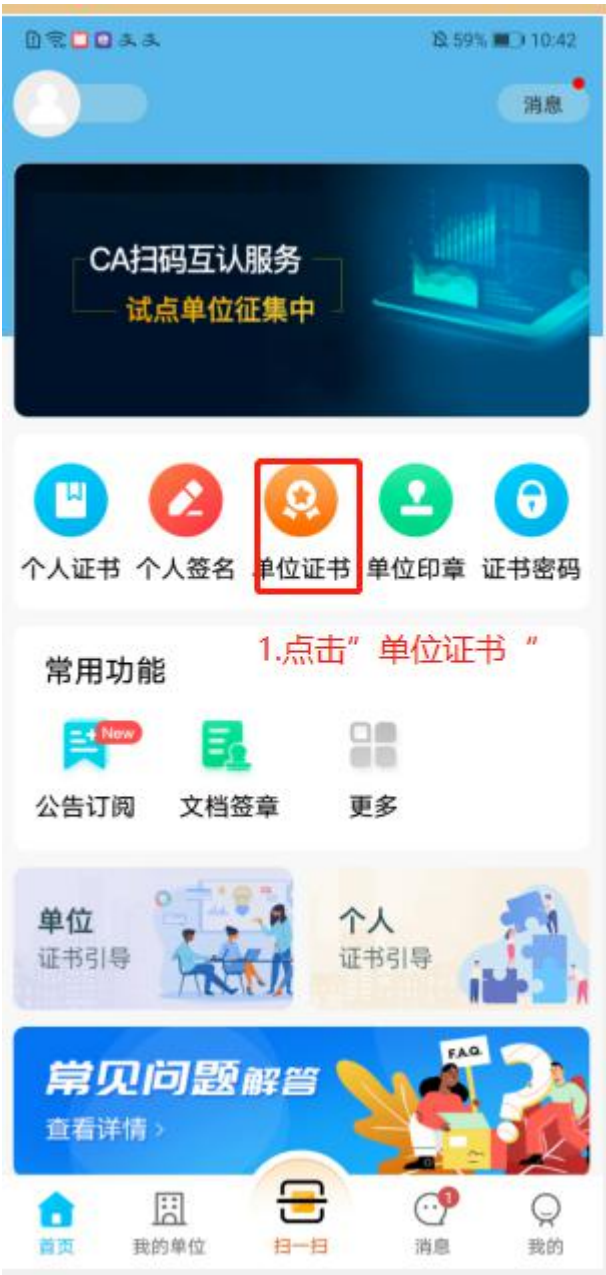 59% 10:42
消息
CA扫码互认服务
试点单位征集中
个人证书 个人签名 单位证书 单位印章 证书密码
1.点击”单位证书“
常用功能
New
公告订阅 文档签章 更多
单位 个人
证书引导 证书引导
F.A.Q.
常见问题解答
查看详情 >
1
首页 我的单位 扫一扫 消息 我的